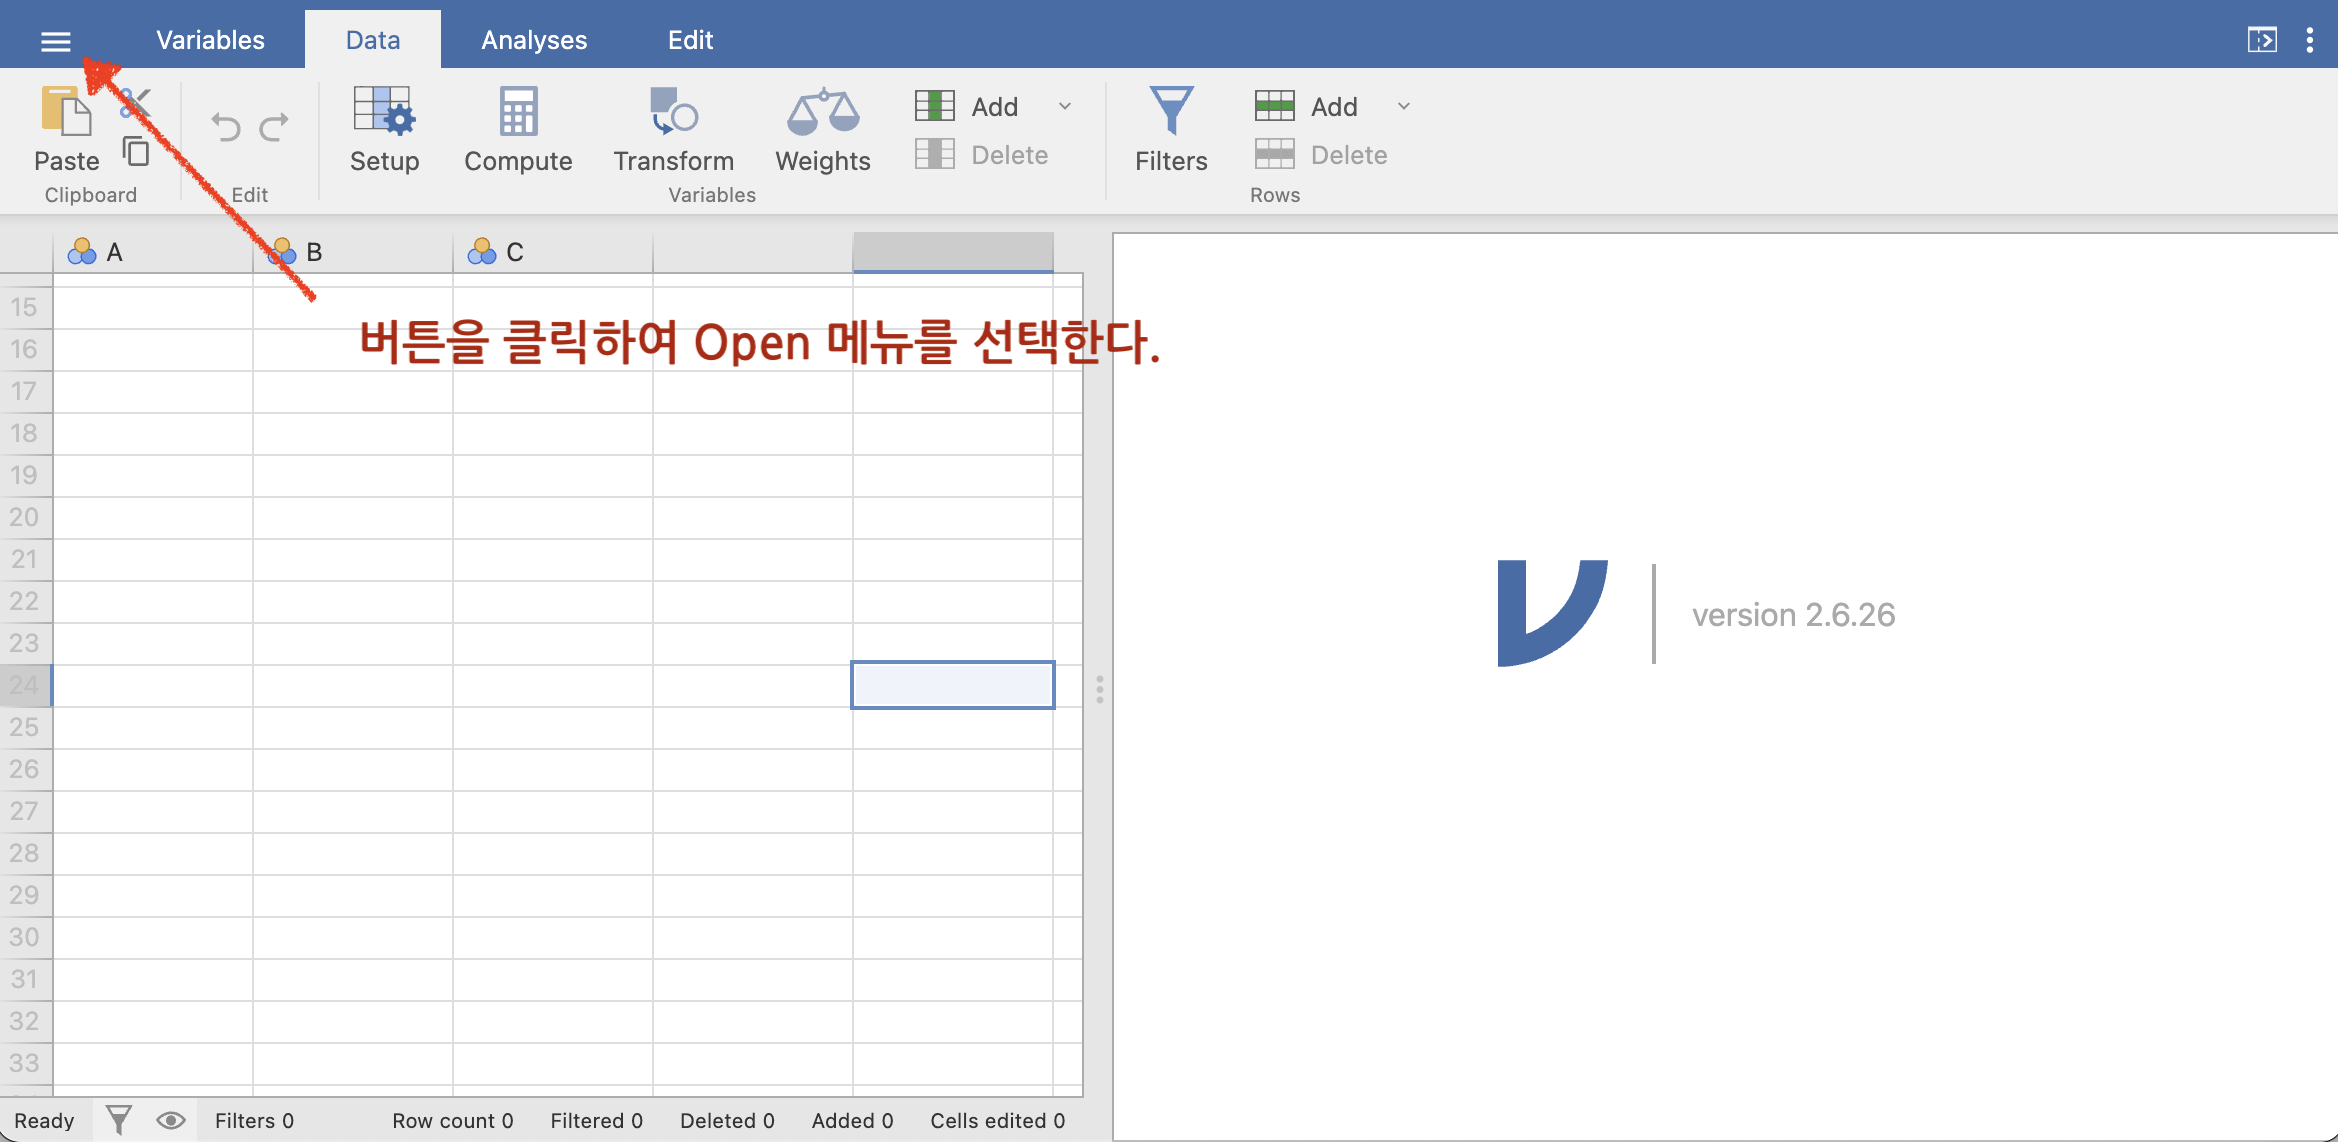 Variables Data Analyses Edit
Paste
Clipboard
Edit
Setup Compute Transform Weights
Add
Delete
Variables
Filters
Add
Delete
Rows
A B C
버튼을 클릭하여 Open 메뉴를 선택한다.
15
16
17
18
19
20
21
22
23
24
25
26
27
28
29
30
31
32
33
version 2.6.26
Ready Filters 0 Row count 0 Filtered 0 Deleted 0 Added 0 Cells edited 0